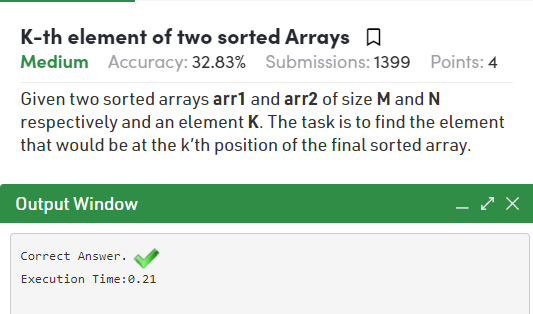 K-th element of two sorted Arrays
Medium Accuracy: 32.83% Submissions: 1399 Points: 4
Given two sorted arrays arr1 and arr2 of size M and N
respectively and an element K. The task is to find the element
that would be at the k’th position of the final sorted array.
Output Window
Correct Answer.
Execution Time:0.21